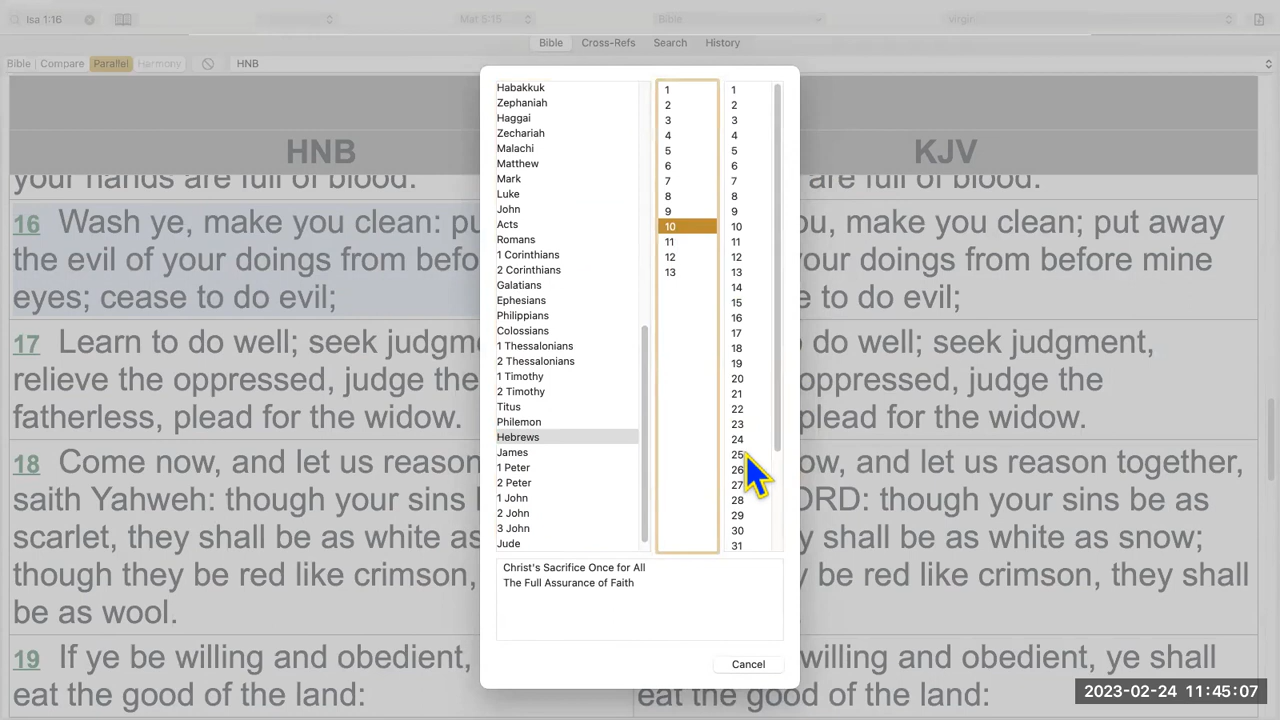 Isa 1:16
Mat 5:15
Bible
virgin
Bible Cross-Refs Search History
Bible Compare Parallel Harmony HNB
HNB
KJV
your hands are full of blood.
are full of blood.
16 Wash ye, make you clean: pu
the evil of your doings from befo
eyes; cease to do evil;
ou, make you clean; put away
your doings from before mine
e to do evil;
17 Learn to do well; seek judgm
relieve the oppressed, judge the
fatherless, plead for the widow.
do well; seek judgment,
oppressed, judge the
plead for the widow.
18 Come now, and let us reason
saith Yahweh: though your sins
scarlet, they shall be as white as
though they be red like crimson,
be as wool.
ow, and let us reason together,
ORD: though your sins be as
y shall be as white as snow;
y be red like crimson, they shall
19 If ye be willing and obedient,
eat the good of the land:
willing and obedient, ye shall
eat the good of the land:
Habakkuk
Zephaniah
Haggai
Zechariah
Malachi
Matthew
Mark
Luke
John
Acts
Romans
1 Corinthians
2 Corinthians
Galatians
Ephesians
Philippians
Colossians
1 Thessalonians
2 Thessalonians
1 Timothy
2 Timothy
Titus
Philemon
Hebrews
James
1 Peter
2 Peter
1 John
2 John
3 John
Jude
1
2
3
4
5
6
7
8
9
10
11
12
13
1
2
3
4
5
6
7
8
9
10
11
12
13
14
15
16
17
18
19
20
21
22
23
24
25
26
27
28
29
30
31
Christ's Sacrifice Once for All
The Full Assurance of Faith
Cancel
2023-02-24 11:45:07